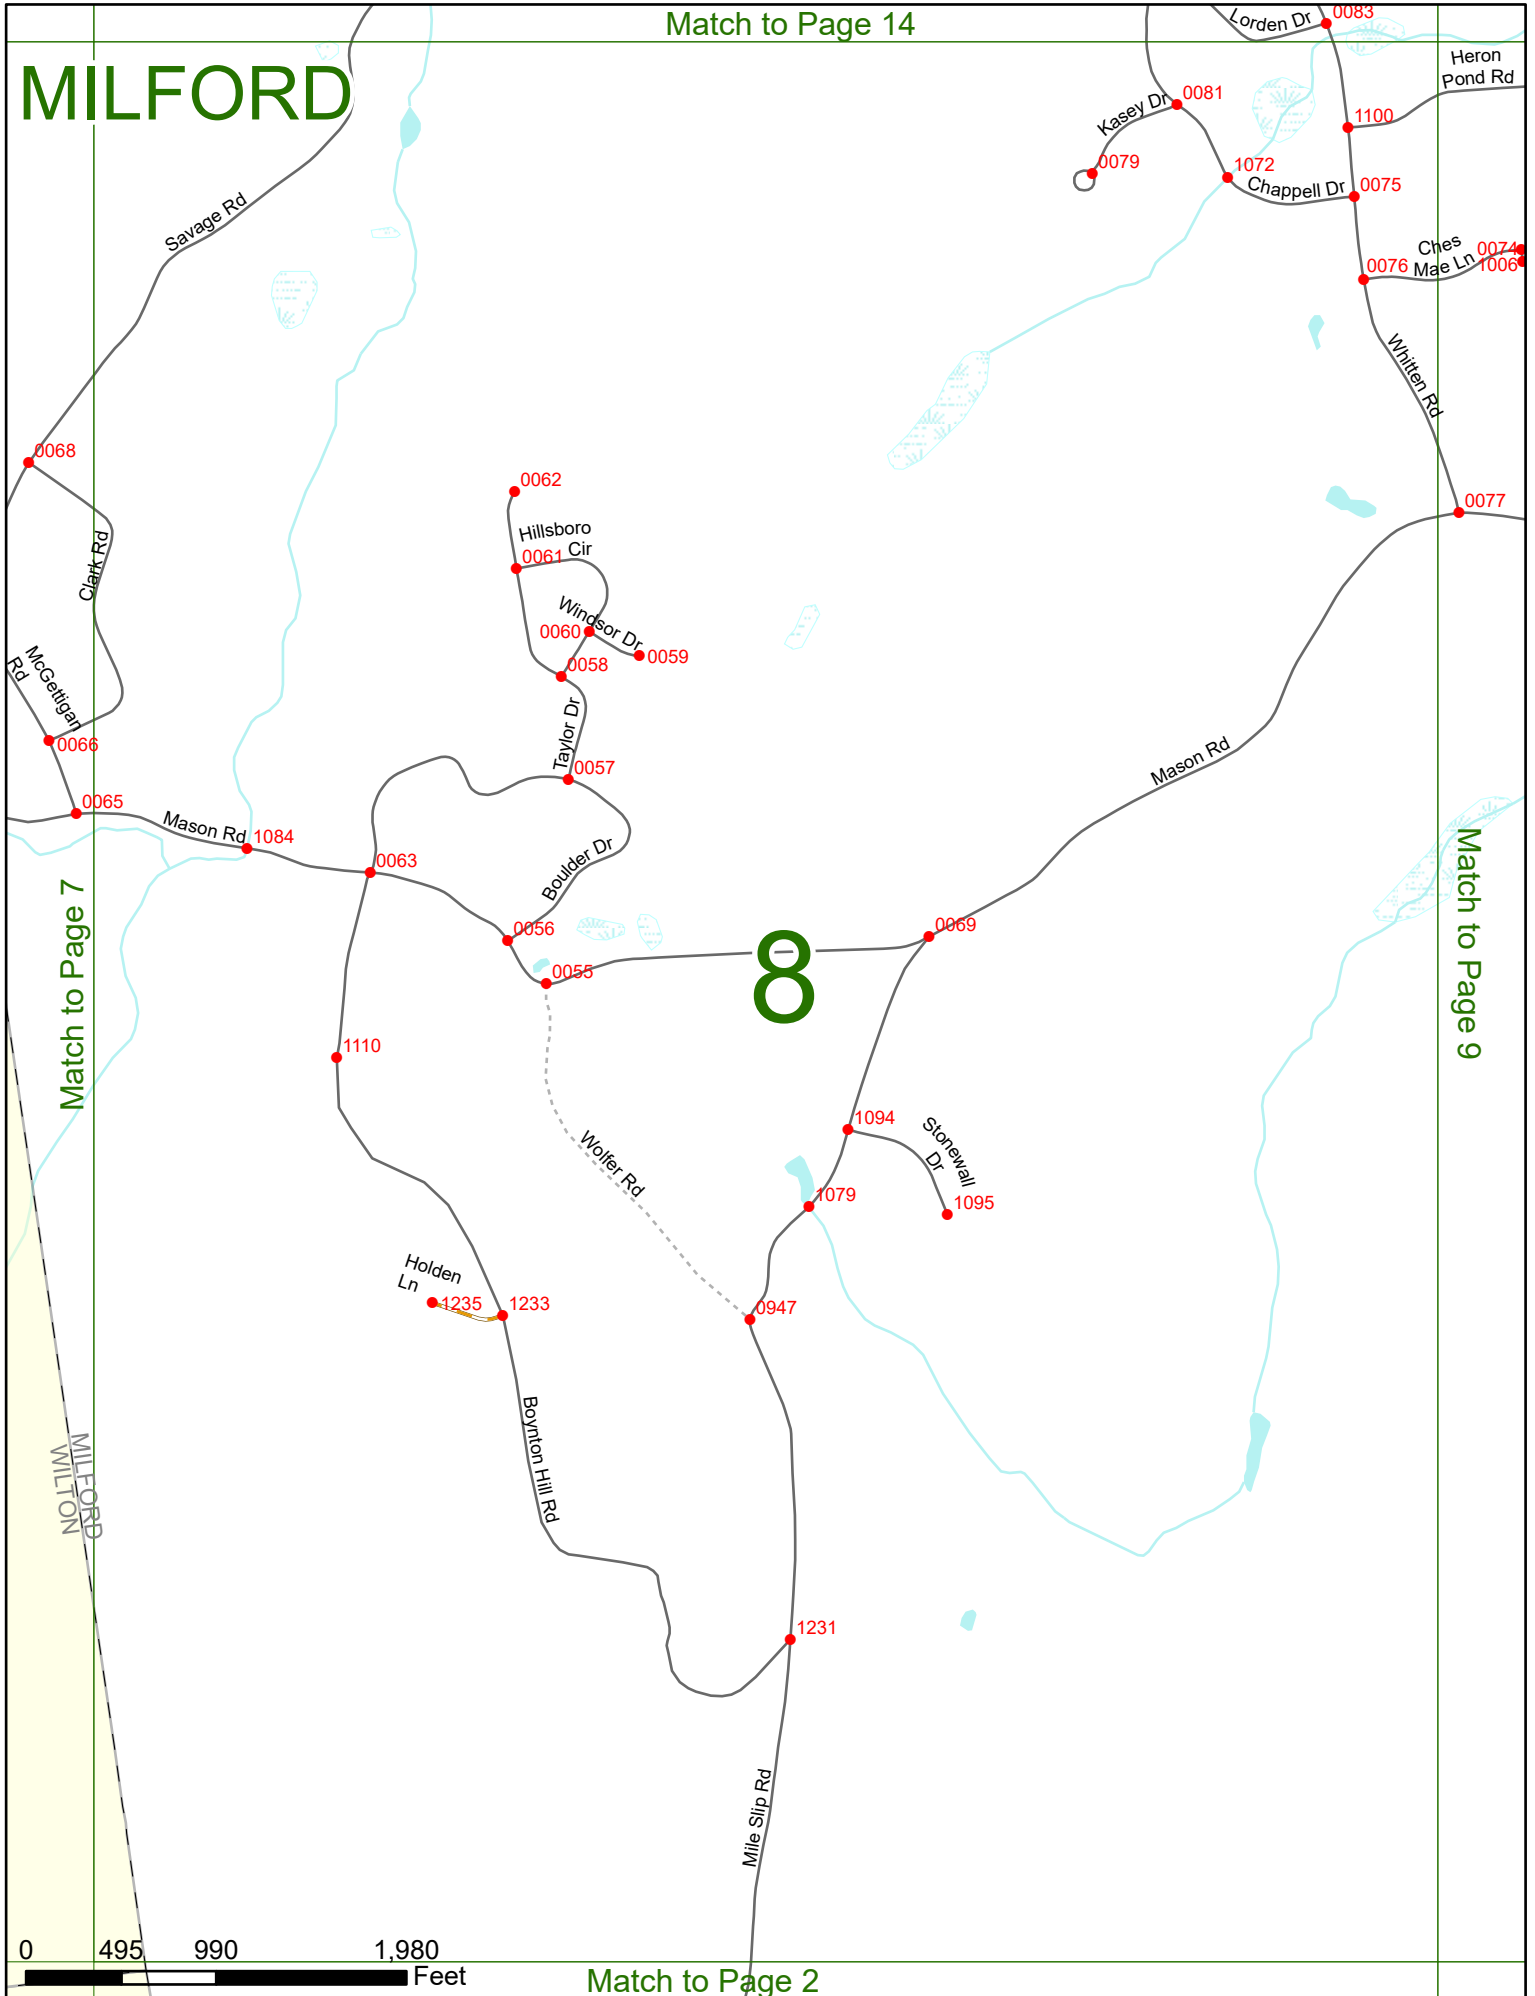 Match to Page 14
MILFORD
Lorden Dr
0083
Heron
Pond Rd
Kasey Dr
0081
1100
0079
1072
Chappell Dr
0075
Savage Rd
Ches
Mae Ln
0074
1006
0076
Whitten Rd
0068
0062
0077
Hillsboro
Cir
0061
Clark Rd
Windsor Dr
0060
0059
0058
McGettigan
Rd
0066
Taylor Dr
0057
Mason Rd
0065
Mason Rd
1084
0063
Boulder Dr
Match to Page 7
Match to Page 9
0056
0069
8
0055
1110
1094
Stonewall
Dr
Wolfer Rd
1079
1095
Holden
Ln
1235
1233
0947
Boynton Hill Rd
MILFORD
WILTON
1231
Mile Slip Rd
0 495 990 1,980
Feet
Match to Page 2